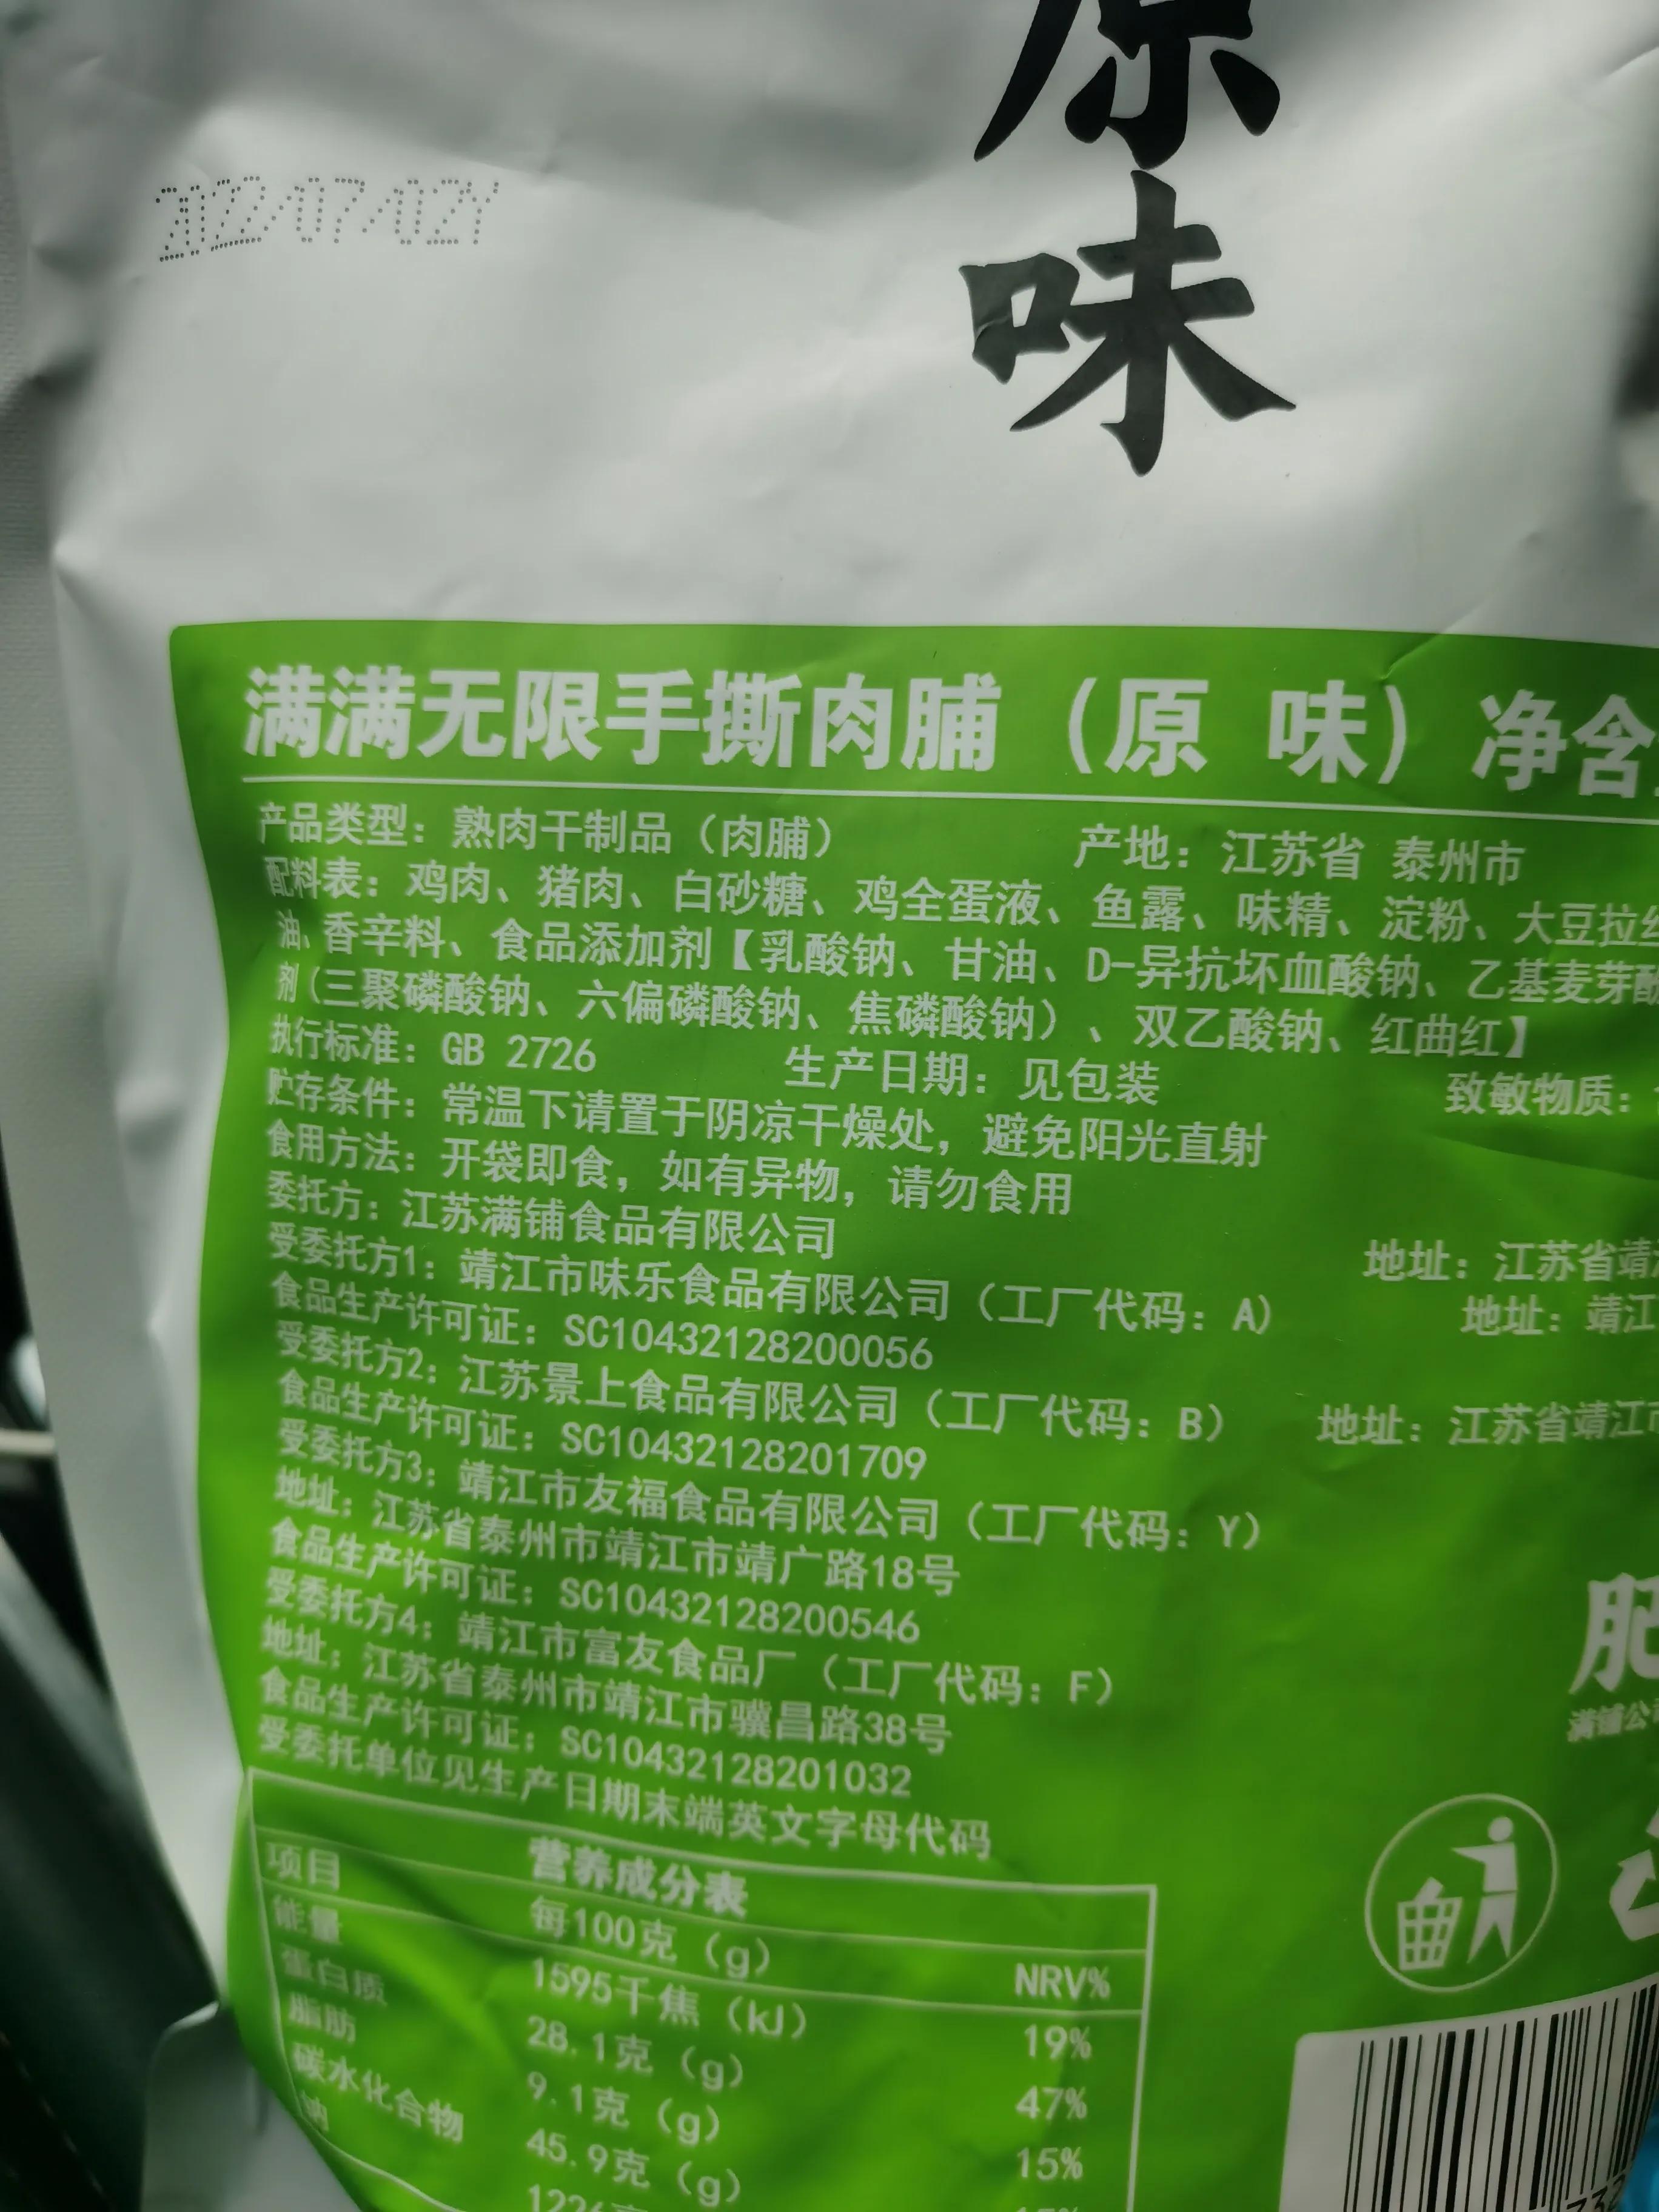 原
味
2022/07/02Y
满满无限手撕肉脯（原 味）净含
产品类型：熟肉干制品（肉脯） 产地：江苏省 泰州市
配料表：鸡肉、猪肉、白砂糖、鸡全蛋液、鱼露、味精、淀粉、大豆拉丝
油、香辛料、食品添加剂【乳酸钠、甘油、D-异抗坏血酸钠、乙基麦芽酚
剂（三聚磷酸钠、六偏磷酸钠、焦磷酸钠）、双乙酸钠、红曲红】
执行标准：GB 2726 生产日期：见包装 致敏物质：
贮存条件：常温下请置于阴凉干燥处，避免阳光直射
食用方法：开袋即食，如有异物，请勿食用
委托方：江苏满铺食品有限公司 地址：江苏省靖
受委托方1：靖江市味乐食品有限公司（工厂代码：A） 地址：靖江
食品生产许可证：SC10432128200056
受委托方2：江苏景上食品有限公司（工厂代码：B） 地址：江苏省靖江市
食品生产许可证：SC10432128201709
受委托方3：靖江市友福食品有限公司（工厂代码：Y）
地址：江苏省泰州市靖江市靖广路18号
食品生产许可证：SC10432128200546
受委托方4：靖江市富友食品厂（工厂代码：F）
地址：江苏省泰州市靖江市骥昌路38号
食品生产许可证：SC10432128201032
受委托单位见生产日期末端英文字母代码
肥
满铺公
营养成分表
项目 每100克（g） NRV%
能量 1595千焦（kJ） 19%
蛋白质 28.1克（g） 47%
脂肪 9.1克（g） 15%
碳水化合物 45.9克（g）
钠